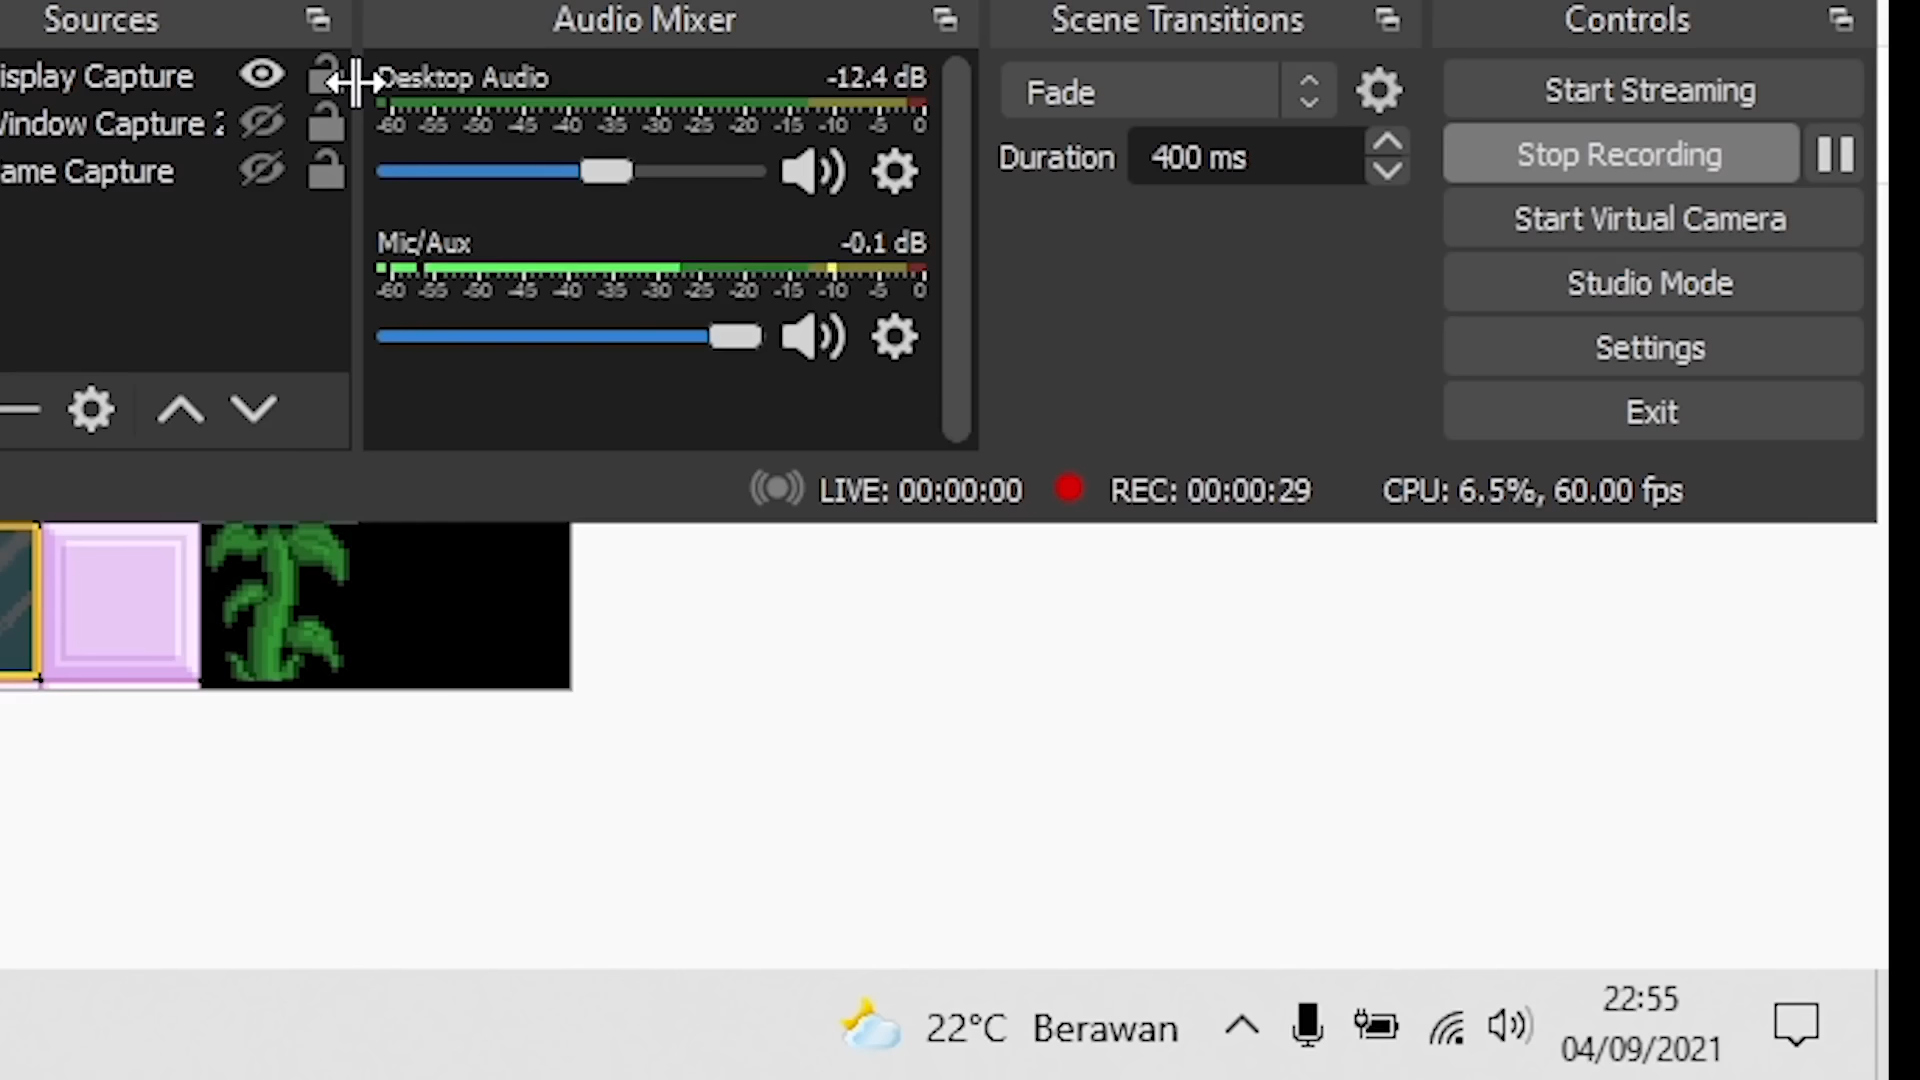 Sources
isplay Capture
indow Capture 2
ame Capture
Audio Mixer
Desktop Audio -12.4 dB
-60 -55 -50 -45 -40 -35 -30 -25 -20 -15 -10 -5 0
Mic/Aux -0.1 dB
-60 -55 -50 -45 -40 -35 -30 -25 -20 -15 -10 -5 0
Scene Transitions
Fade
Duration 400 ms
Controls
Start Streaming
Stop Recording
Start Virtual Camera
Studio Mode
Settings
Exit
LIVE: 00:00:00 REC: 00:00:29 CPU: 6.5%, 60.00 fps
22°C Berawan
22:55
04/09/2021